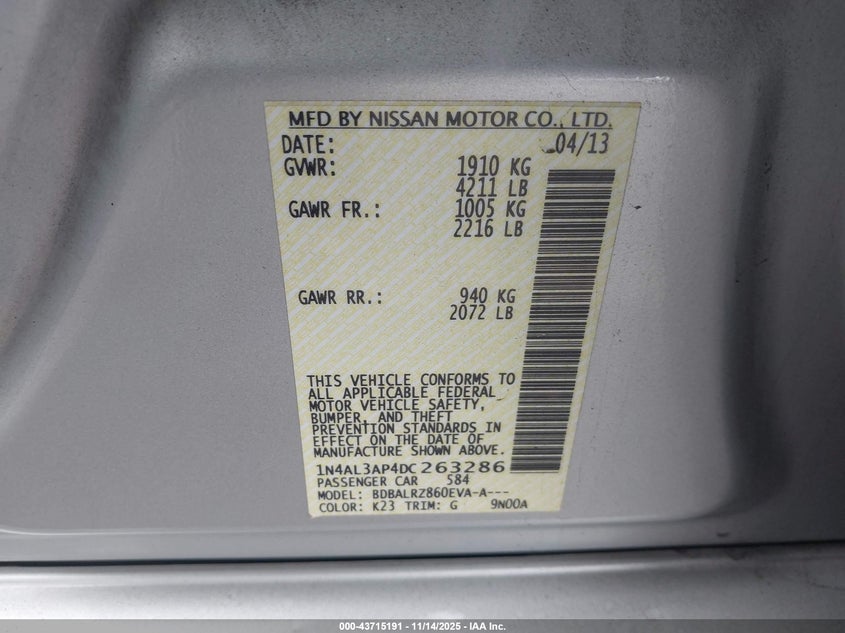 MFD BY NISSAN MOTOR CO., LTD.
DATE: 04/13
GVWR: 1910 KG
4211 LB
GAWR FR.: 1005 KG
2216 LB
GAWR RR.: 940 KG
2072 LB
THIS VEHICLE CONFORMS TO
ALL APPLICABLE FEDERAL
MOTOR VEHICLE SAFETY,
BUMPER, AND THEFT
PREVENTION STANDARDS IN
EFFECT ON THE DATE OF
MANUFACTURE SHOWN ABOVE.
1N4AL3AP4DC263286
PASSENGER CAR 584
MODEL: BDBALRZ860EVA-A---
COLOR: K23 TRIM: G 9N00A
000-43715191 - 11/14/2025 - IAA Inc.